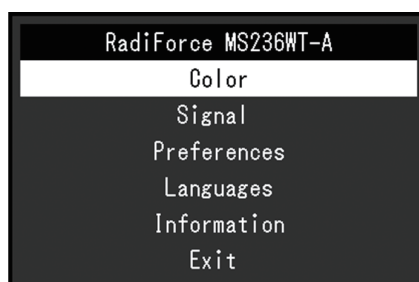 RadiForce MS236WT-A
Color
Signal
Preferences
Languages
Information
Exit